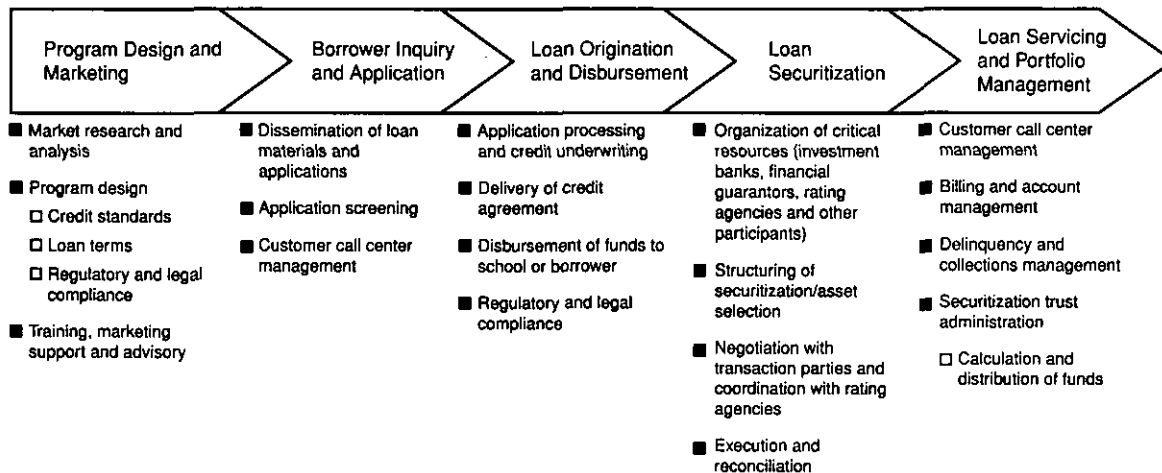 Program Design and
Marketing
Borrower Inquiry
and Application
Loan Origination
and Disbursement
Loan
Securitization
Loan Servicing
and Portfolio
Management
Market research and
analysis
Program design
Credit standards
Loan terms
Regulatory and legal
compliance
Training, marketing
support and advisory
Dissemination of loan
materials and
applications
Application screening
Customer call center
management
Application processing
and credit underwriting
Delivery of credit
agreement
Disbursement of funds to
school or borrower
Regulatory and legal
compliance
Organization of critical
resources (investment
banks, financial
guarantors, rating
agencies and other
participants)
Structuring of
securitization/asset
selection
Negotiation with
transaction parties and
coordination with rating
agencies
Execution and
reconciliation
Customer call center
management
Billing and account
management
Delinquency and
collections management
Securitization trust
administration
Calculation and
distribution of funds